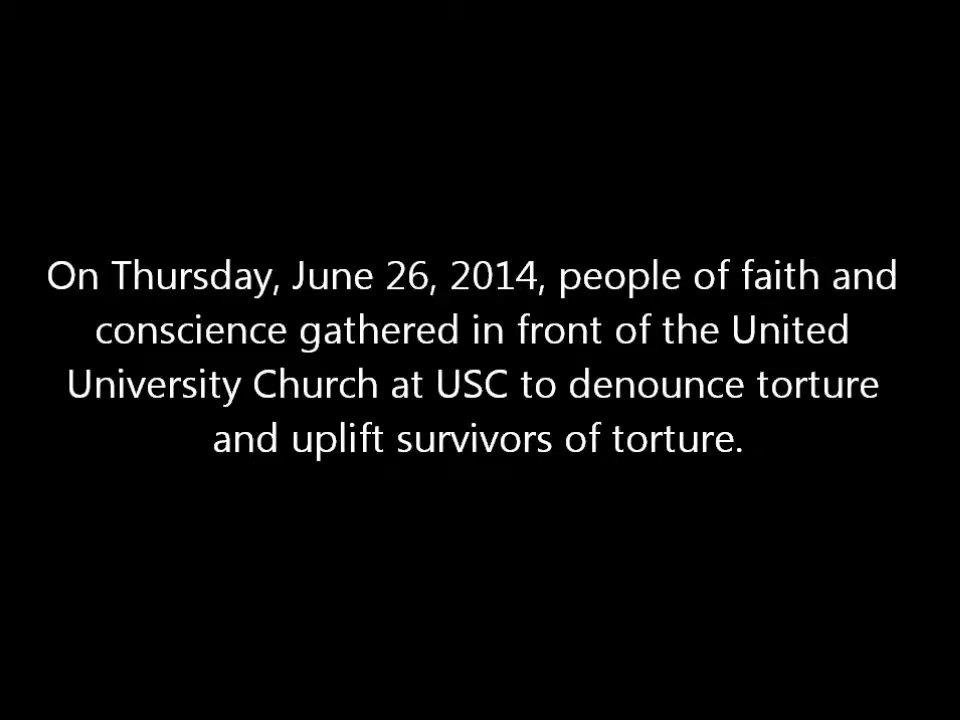 On Thursday, June 26, 2014, people of faith and
conscience gathered in front of the United
University Church at USC to denounce torture
and uplift survivors of torture.